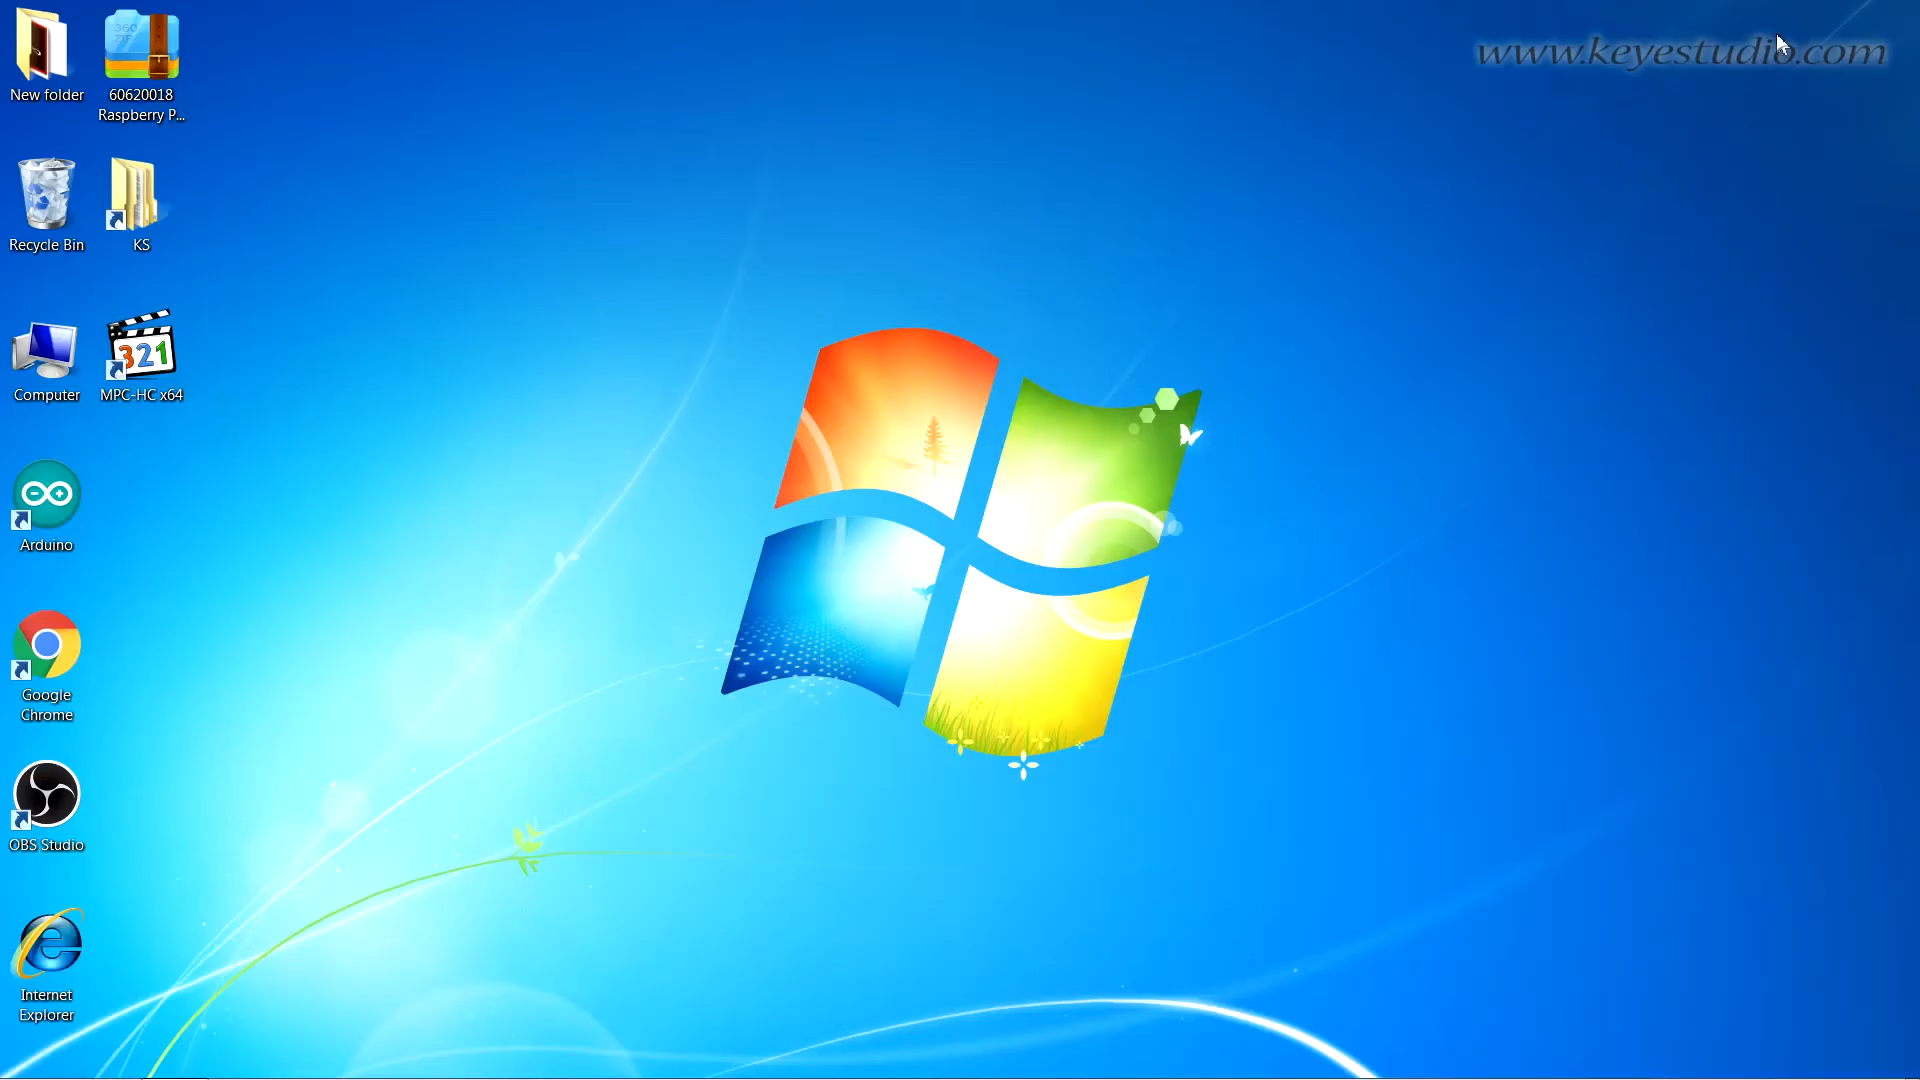 New folder
60620018
Raspberry P...
www.keyestudio.com
Recycle Bin
KS
Computer
321
MPC-HC x64
Arduino
Google
Chrome
OBS Studio
Internet
Explorer